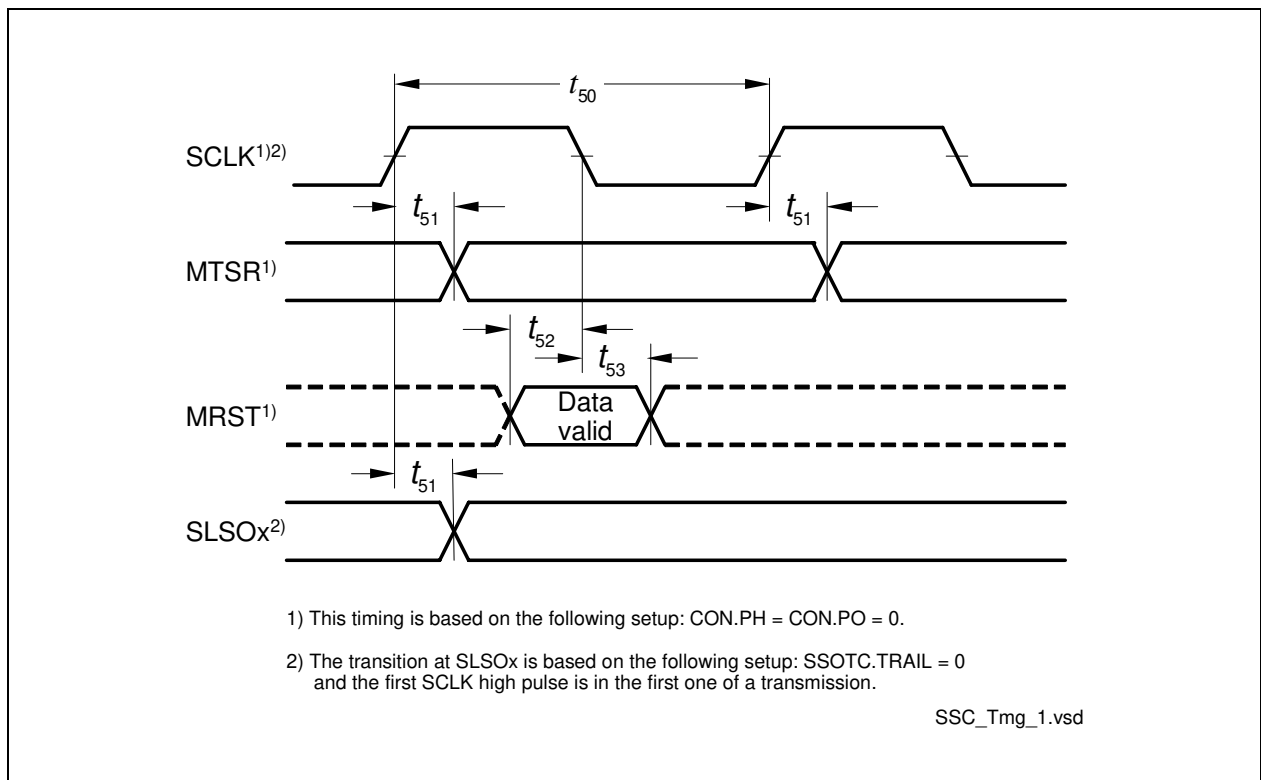 t50
SCLK1)2)
t51
t51
MTSR1)
t52
t53
MRST1)
Data
valid
t51
SLSOx2)
1) This timing is based on the following setup: CON.PH = CON.PO = 0.
2) The transition at SLSOx is based on the following setup: SSOTC.TRAIL = 0
and the first SCLK high pulse is in the first one of a transmission.
SSC_Tmg_1.vsd